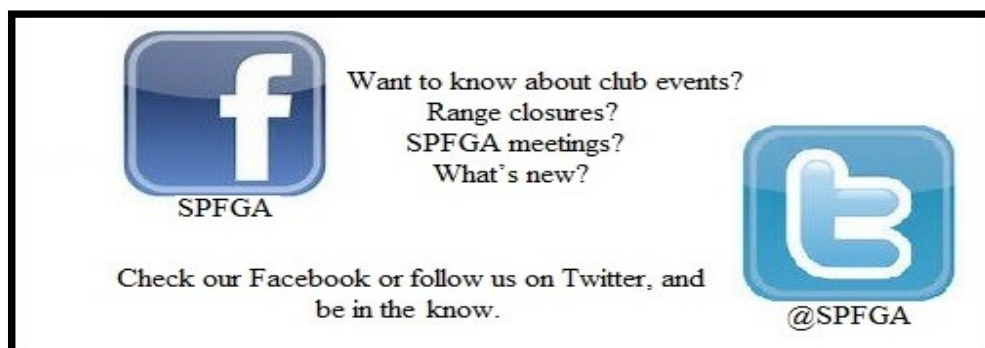 Want to know about club events?
Range closures?
SPFGA meetings?
What's new?
SPFGA
Check our Facebook or follow us on Twitter, and
be in the know.
@SPFGA